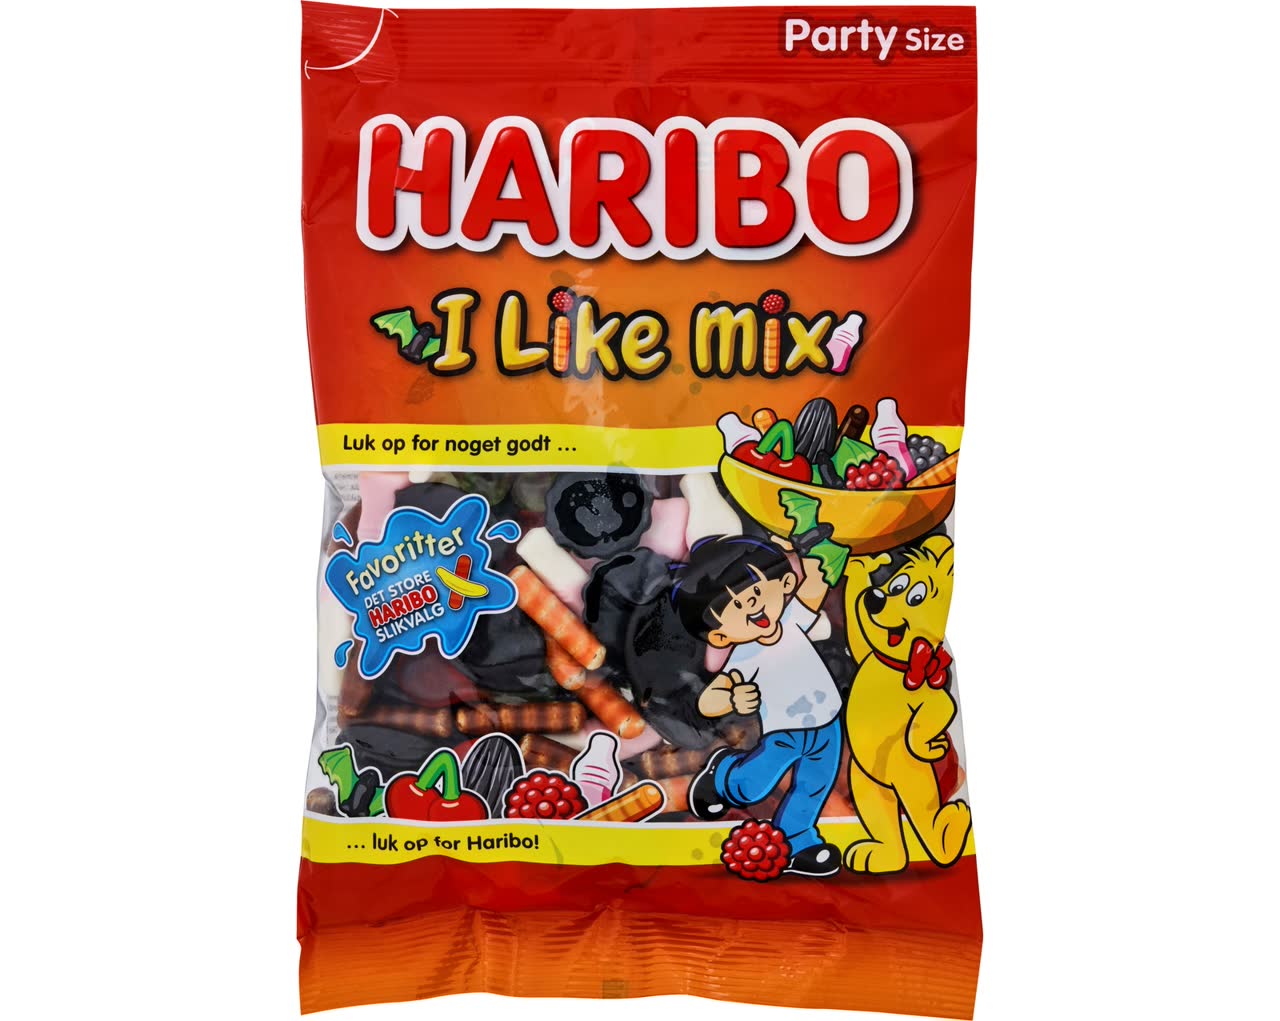 Party Size
HARIBO
I Like mix
Luk op for noget godt ...
Favoritter
DET STORE
HARIBO
SLIKVALG
... luk op for Haribo!